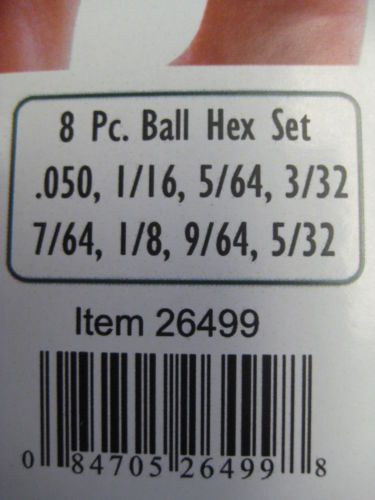 8 Pc. Ball Hex Set
.050, 1/16, 5/64, 3/32
7/64, 1/8, 9/64, 5/32
Item 26499
0 84705 26499 8